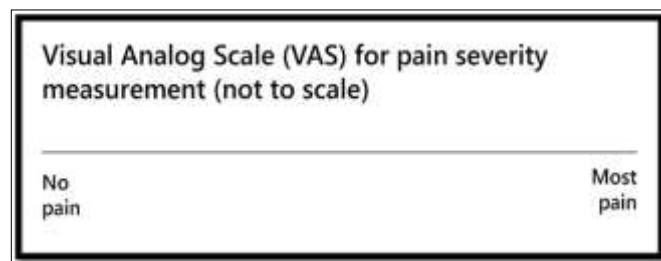 Visual Analog Scale (VAS) for pain severity
measurement (not to scale)
No
pain
Most
pain